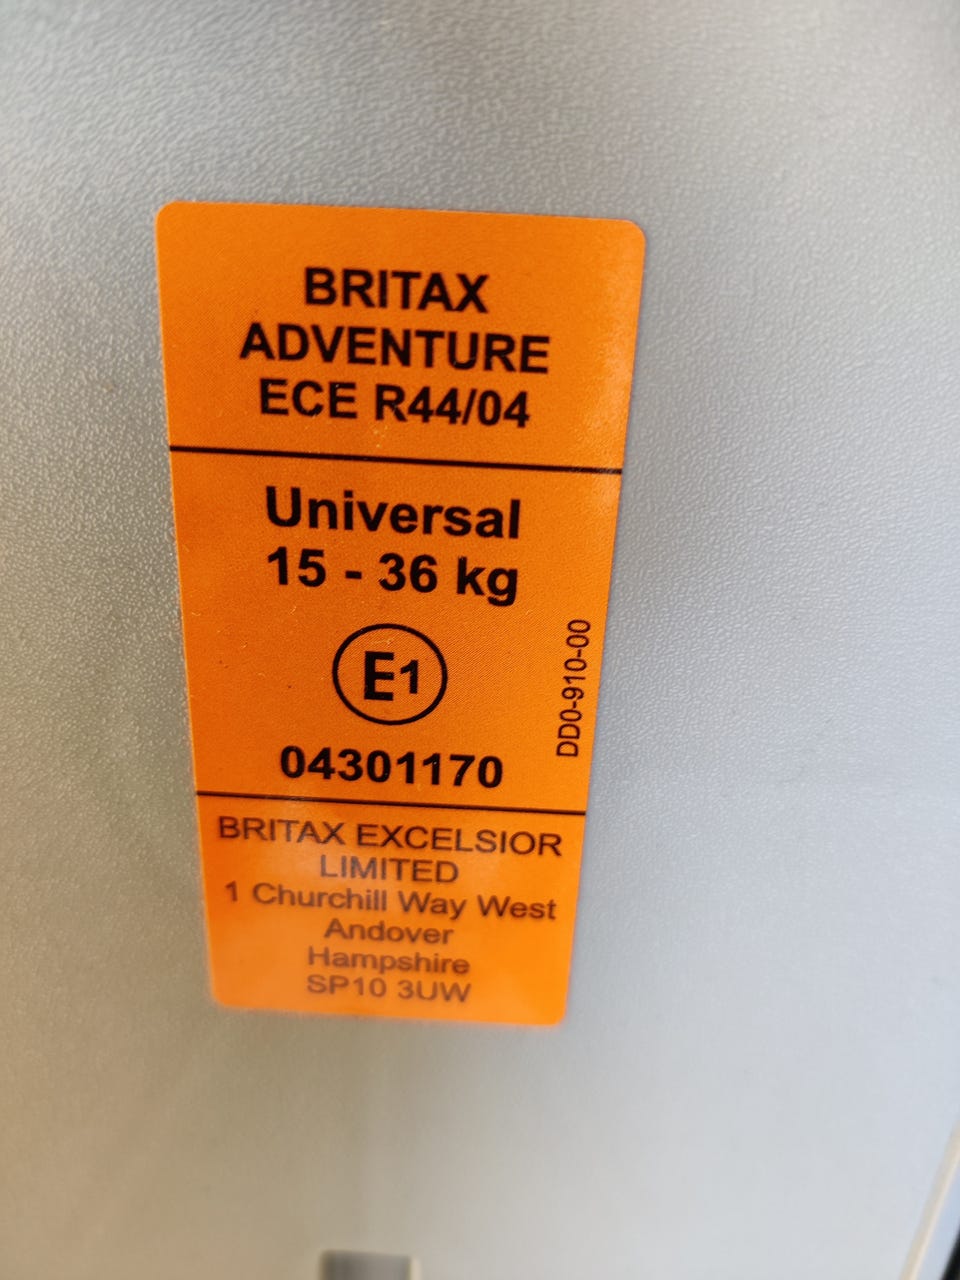 BRITAX
ADVENTURE
ECE R44/04
Universal
15 - 36 kg
E1
04301170
DD0-910-00
BRITAX EXCELSIOR
LIMITED
1 Churchill Way West
Andover
Hampshire
SP10 3UW